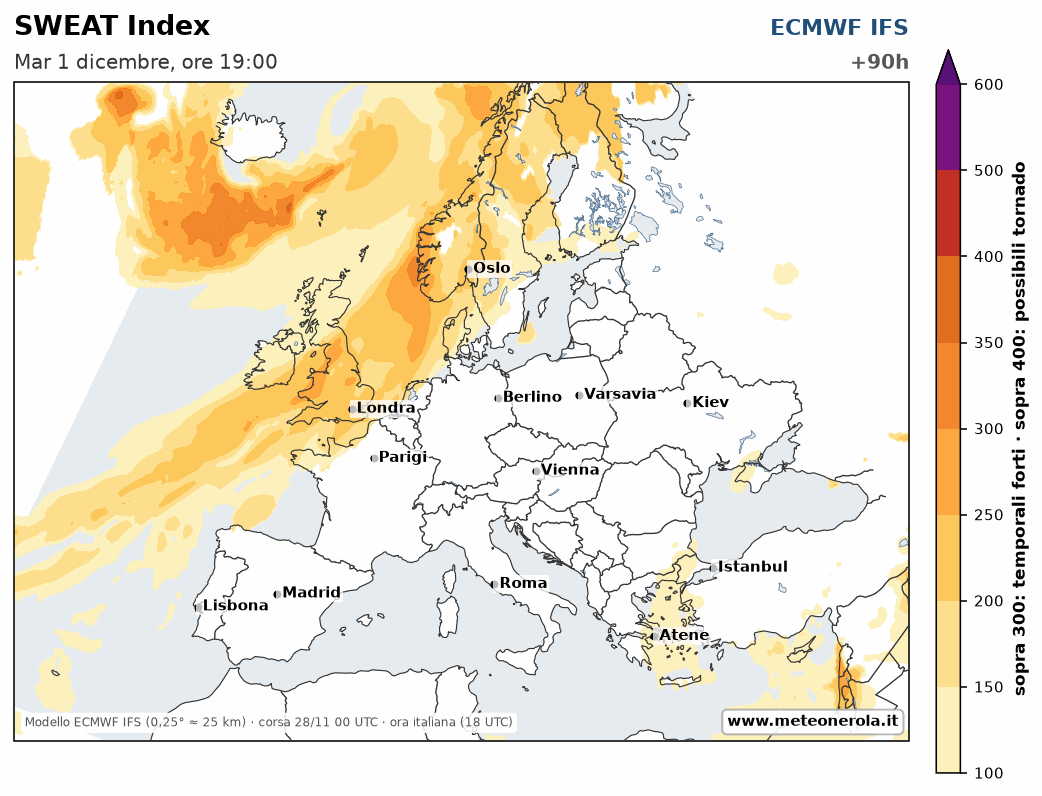 SWEAT Index
ECMWF IFS
Mar 1 dicembre, ore 19:00
+90h
600
500
400
350
300
250
200
150
100
sopra 300: temporali forti · sopra 400: possibili tornado
Oslo
Berlino
Varsavia
Kiev
Londra
Parigi
Vienna
Istanbul
Roma
Madrid
Lisbona
Atene
Modello ECMWF IFS (0,25° ≈ 25 km) · corsa 28/11 00 UTC · ora italiana (18 UTC)
www.meteonerola.it